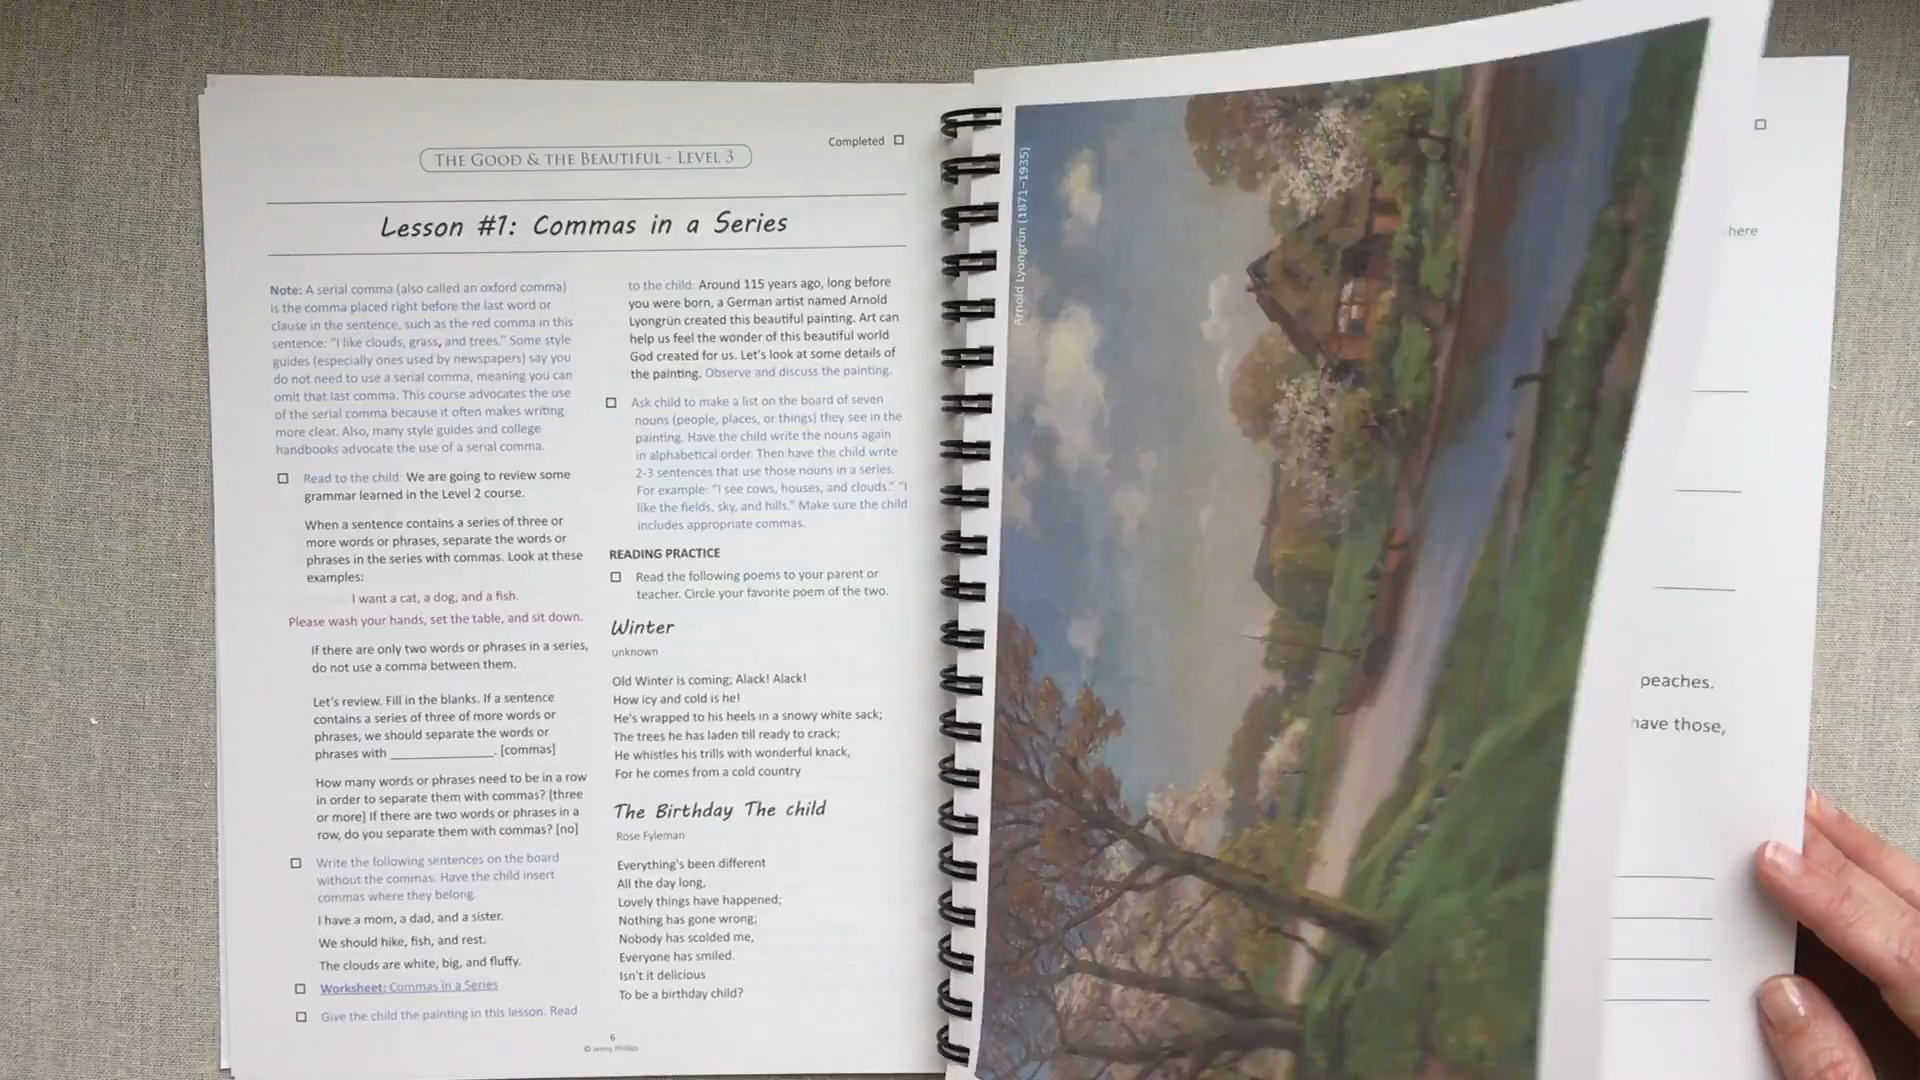 Completed
THE GOOD & THE BEAUTIFUL - LEVEL 3
Lesson #1: Commas in a Series
Note: A serial comma (also called an oxford comma)
is the comma placed right before the last word or
clause in the sentence, such as the red comma in this
sentence: "I like clouds, grass, and trees." Some style
guides (especially ones used by newspapers) say you
do not need to use a serial comma, meaning you can
omit that last comma. This course advocates the use
of the serial comma because it often makes writing
more clear. Also, many style guides and college
handbooks advocate the use of a serial comma.
Read to the child: We are going to review some
grammar learned in the Level 2 course.
When a sentence contains a series of three or
more words or phrases, separate the words or
phrases in the series with commas. Look at these
examples:
I want a cat, a dog, and a fish.
Please wash your hands, set the table, and sit down.
If there are only two words or phrases in a series,
do not use a comma between them.
Let's review. Fill in the blanks. If a sentence
contains a series of three of more words or
phrases, we should separate the words or
phrases with _______________. [commas]
How many words or phrases need to be in a row
in order to separate them with commas? [three
or more] If there are two words or phrases in a
row, do you separate them with commas? [no]
Write the following sentences on the board
without the commas. Have the child insert
commas where they belong.
I have a mom, a dad, and a sister.
We should hike, fish, and rest.
The clouds are white, big, and fluffy.
Worksheet: Commas in a Series
Give the child the painting in this lesson. Read
to the child: Around 115 years ago, long before
you were born, a German artist named Arnold
Lyongrün created this beautiful painting. Art can
help us feel the wonder of this beautiful world
God created for us. Let's look at some details of
the painting. Observe and discuss the painting.
Ask child to make a list on the board of seven
nouns (people, places, or things) they see in the
painting. Have the child write the nouns again
in alphabetical order. Then have the child write
2-3 sentences that use those nouns in a series.
For example: "I see cows, houses, and clouds." "I
like the fields, sky, and hills." Make sure the child
includes appropriate commas.
READING PRACTICE
Read the following poems to your parent or
teacher. Circle your favorite poem of the two.
Winter
unknown
Old Winter is coming; Alack! Alack!
How icy and cold is he!
He's wrapped to his heels in a snowy white sack;
The trees he has laden till ready to crack;
He whistles his trills with wonderful knack,
For he comes from a cold country
The Birthday The child
Rose Fyleman
Everything's been different
All the day long,
Lovely things have happened;
Nothing has gone wrong;
Nobody has scolded me,
Everyone has smiled.
Isn't it delicious
To be a birthday child?
6
© Jenny Phillips
Arnold Lyongrün (1871–1935)
here
peaches.
have those,